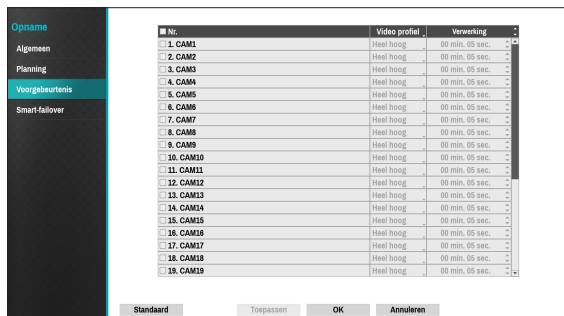 Opname
Algemeen
Planning
Voorgebeurtenis
Smart-failover
Nr. Video profiel Verwerking
1. CAM1 Heel hoog 00 min. 05 sec.
2. CAM2 Heel hoog 00 min. 05 sec.
3. CAM3 Heel hoog 00 min. 05 sec.
4. CAM4 Heel hoog 00 min. 05 sec.
5. CAM5 Heel hoog 00 min. 05 sec.
6. CAM6 Heel hoog 00 min. 05 sec.
7. CAM7 Heel hoog 00 min. 05 sec.
8. CAM8 Heel hoog 00 min. 05 sec.
9. CAM9 Heel hoog 00 min. 05 sec.
10. CAM10 Heel hoog 00 min. 05 sec.
11. CAM11 Heel hoog 00 min. 05 sec.
12. CAM12 Heel hoog 00 min. 05 sec.
13. CAM13 Heel hoog 00 min. 05 sec.
14. CAM14 Heel hoog 00 min. 05 sec.
15. CAM15 Heel hoog 00 min. 05 sec.
16. CAM16 Heel hoog 00 min. 05 sec.
17. CAM17 Heel hoog 00 min. 05 sec.
18. CAM18 Heel hoog 00 min. 05 sec.
19. CAM19 Heel hoog 00 min. 05 sec.
Standaard Toepassen OK Annuleren